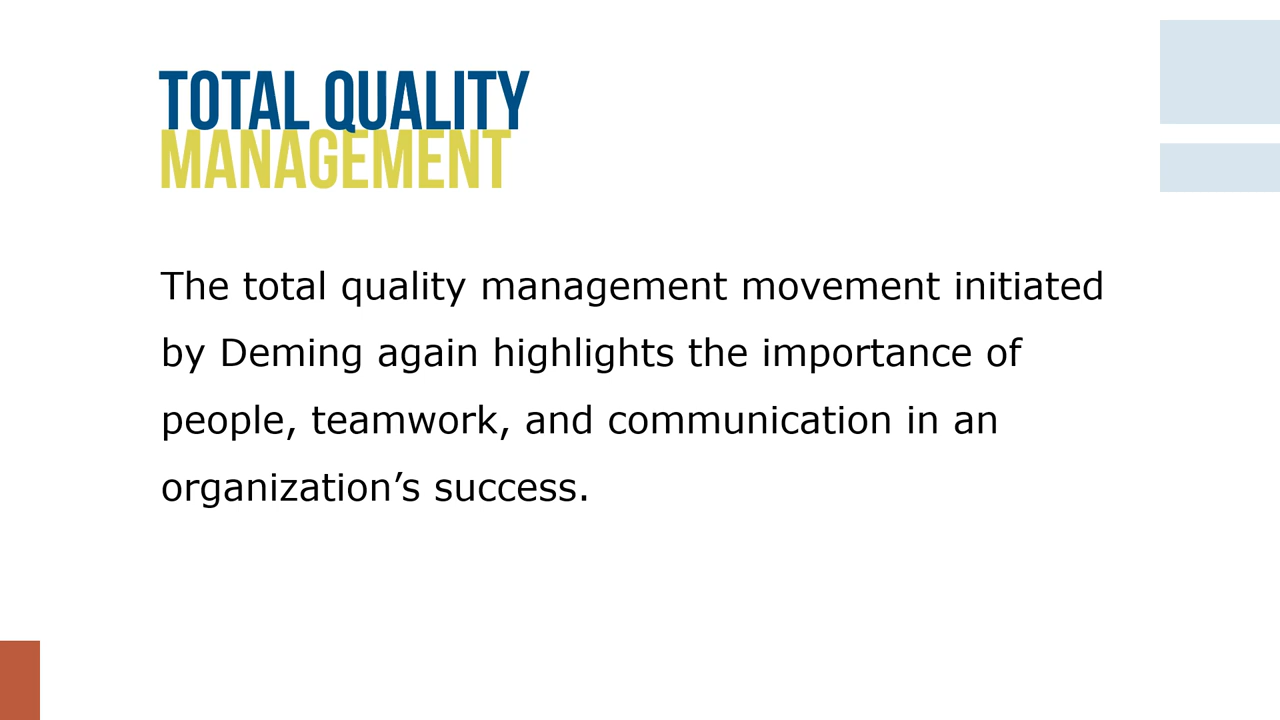 TOTAL QUALITY
MANAGEMENT
The total quality management movement initiated
by Deming again highlights the importance of
people, teamwork, and communication in an
organization’s success.